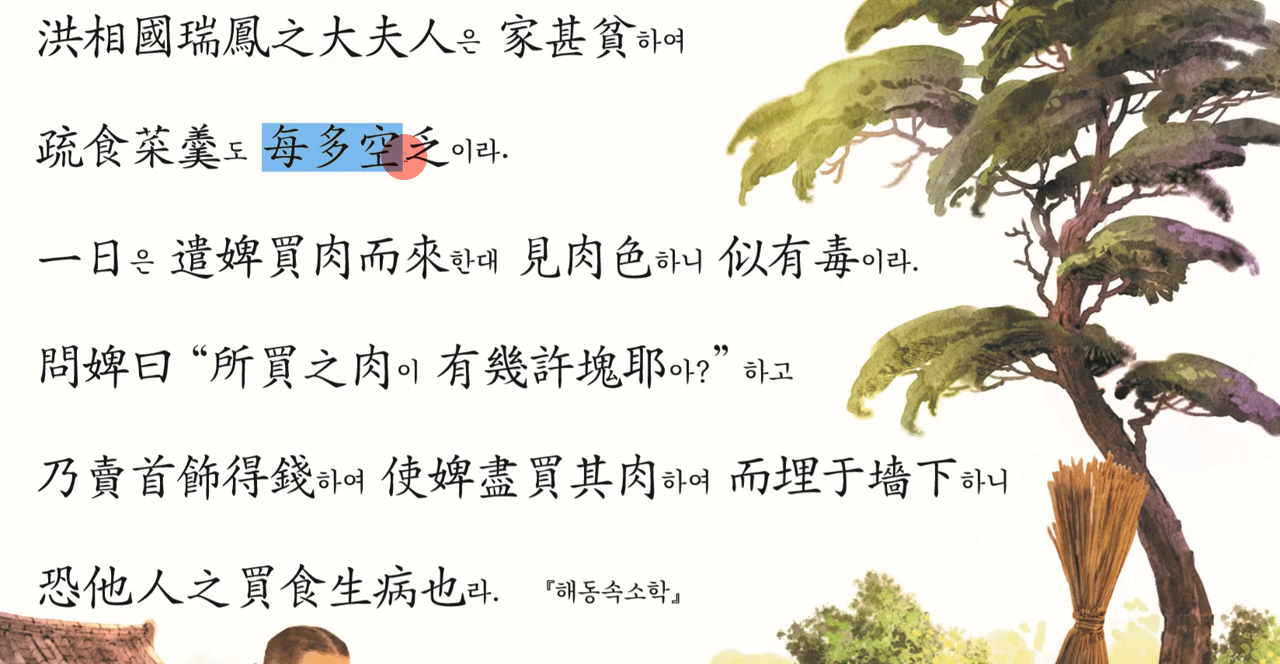 洪相國瑞鳳之大夫人은 家甚貧하여
疏食菜羹도 每多空乏이라.
一日은 遣婢買肉而來한대 見肉色하니 似有毒이라.
問婢曰 “所買之肉이 有幾許塊耶아?” 하고
乃賣首飾得錢하여 使婢盡買其肉하여 而埋于墻下하니
恐他人之買食生病也라. 『해동속소학』